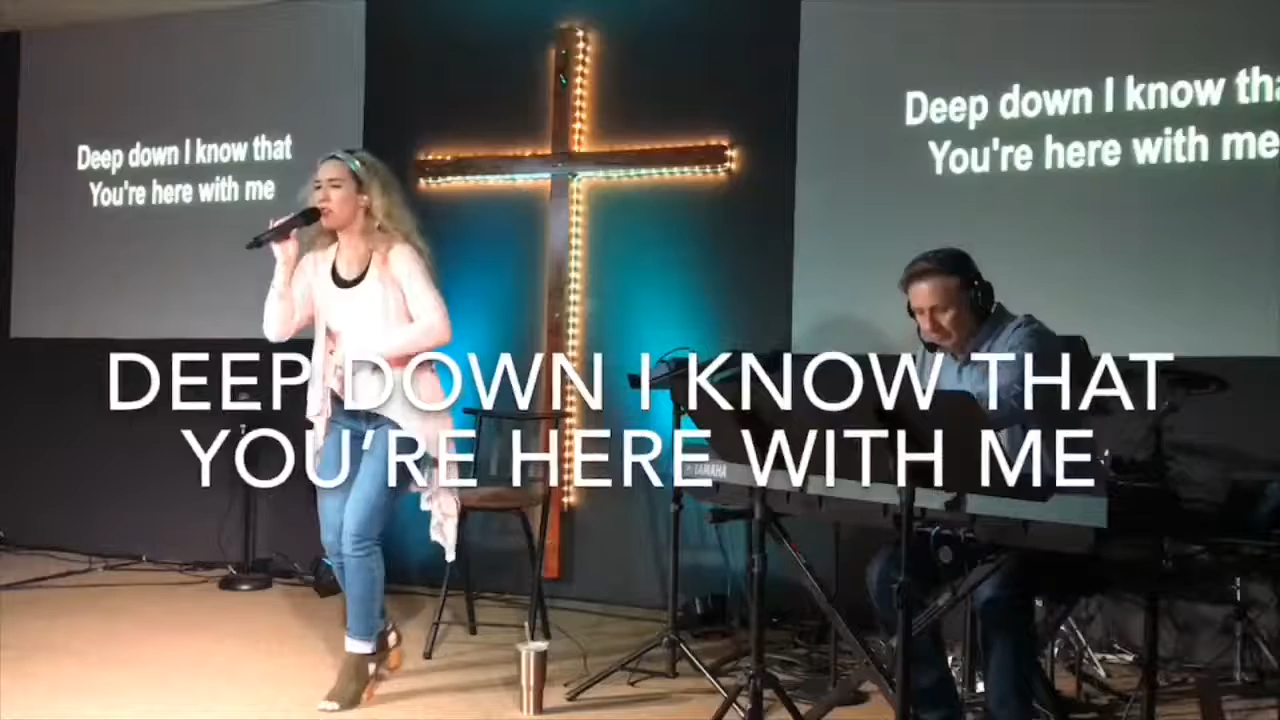 Deep down I know that
You're here with me
Deep down I know tha
You're here with me
DEEP DOWN I KNOW THAT
YOU'RE HERE WITH ME
YAMAHA